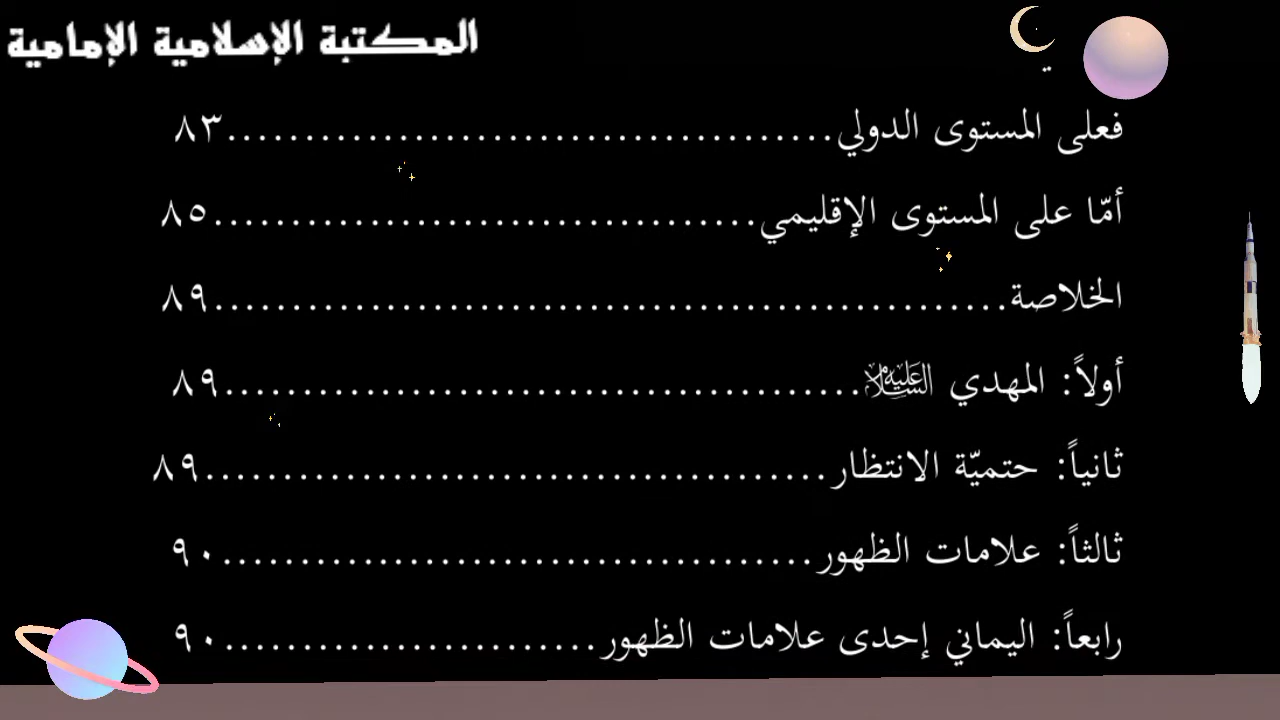 المكتبة الإسلامية الإمامية
فعلى المستوى الدولي.......................................٨٣
أمّا على المستوى الإقليمي...................................٨٥
الخلاصة...................................................٨٩
أولاً: المهدي عليه السلام.........................................٨٩
ثانياً: حتميّة الانتظار........................................٨٩
ثالثاً: علامات الظهور......................................٩٠
رابعاً: اليماني إحدى علامات الظهور........................٩٠